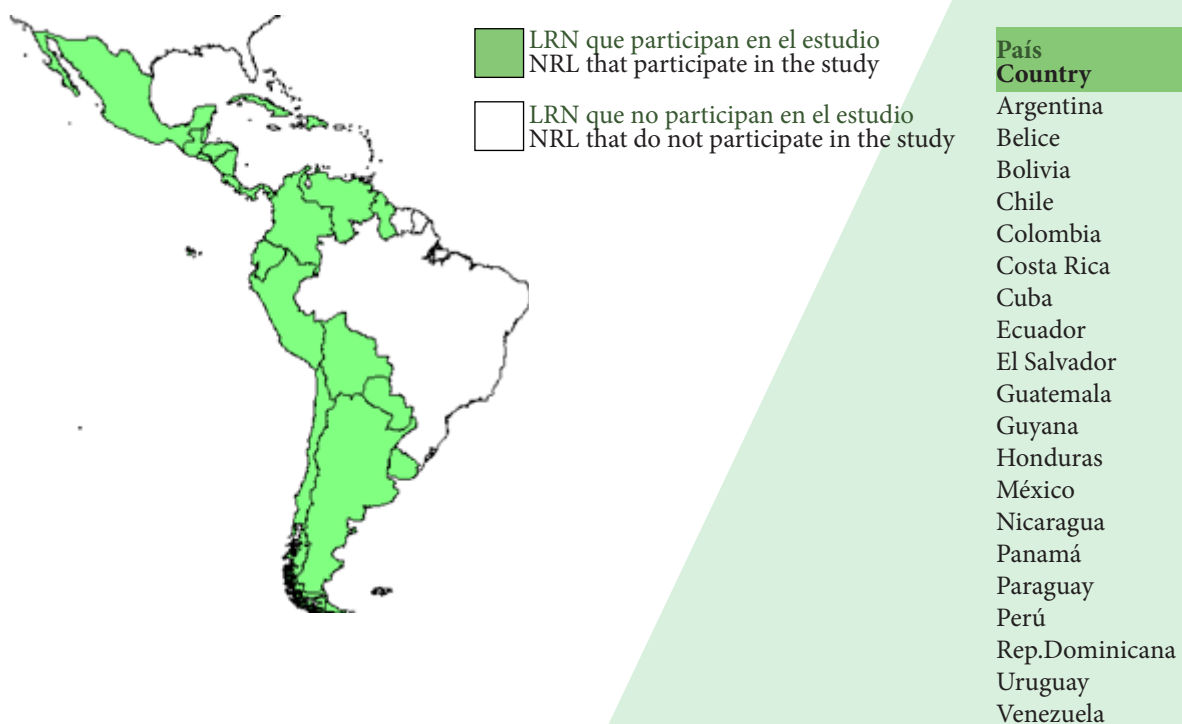 LRN que participan en el estudio
NRL that participate in the study
LRN que no participan en el estudio
NRL that do not participate in the study
País
Country
Argentina
Belice
Bolivia
Chile
Colombia
Costa Rica
Cuba
Ecuador
El Salvador
Guatemala
Guyana
Honduras
México
Nicaragua
Panamá
Paraguay
Perú
Rep.Dominicana
Uruguay
Venezuela